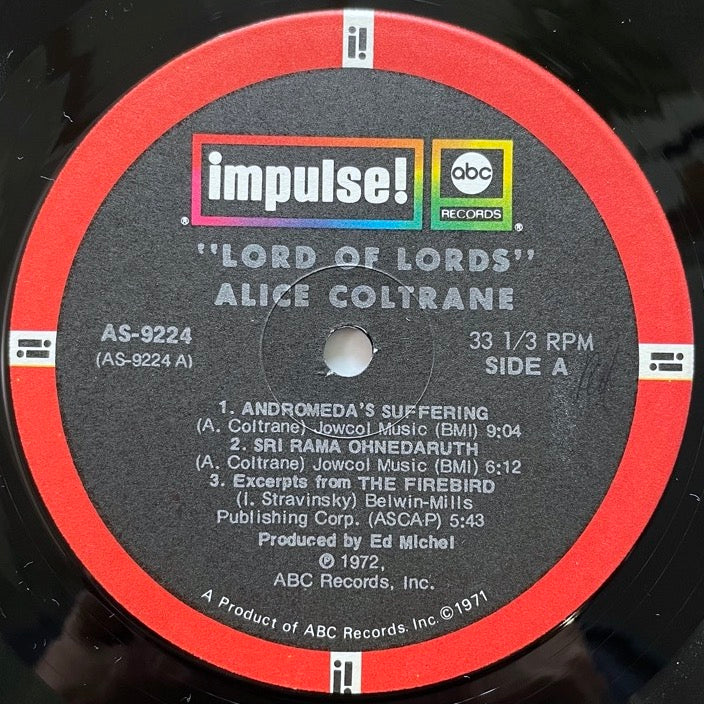 impulse!
abc
RECORDS
®
®
"LORD OF LORDS"
ALICE COLTRANE
AS-9224
(AS-9224 A)
33 1/3 RPM
SIDE A
1. ANDROMEDA'S SUFFERING
(A. Coltrane) Jowcol Music (BMI) 9:04
2. SRI RAMA OHNEDARUTH
(A. Coltrane) Jowcol Music (BMI) 6:12
3. Excerpts from THE FIREBIRD
(I. Stravinsky) Belwin-Mills
Publishing Corp. (ASCAP) 5:43
Produced by Ed Michel
℗ 1972,
ABC Records, Inc.
A Product of ABC Records. Inc. ©1971
i!
i!
i!
i!